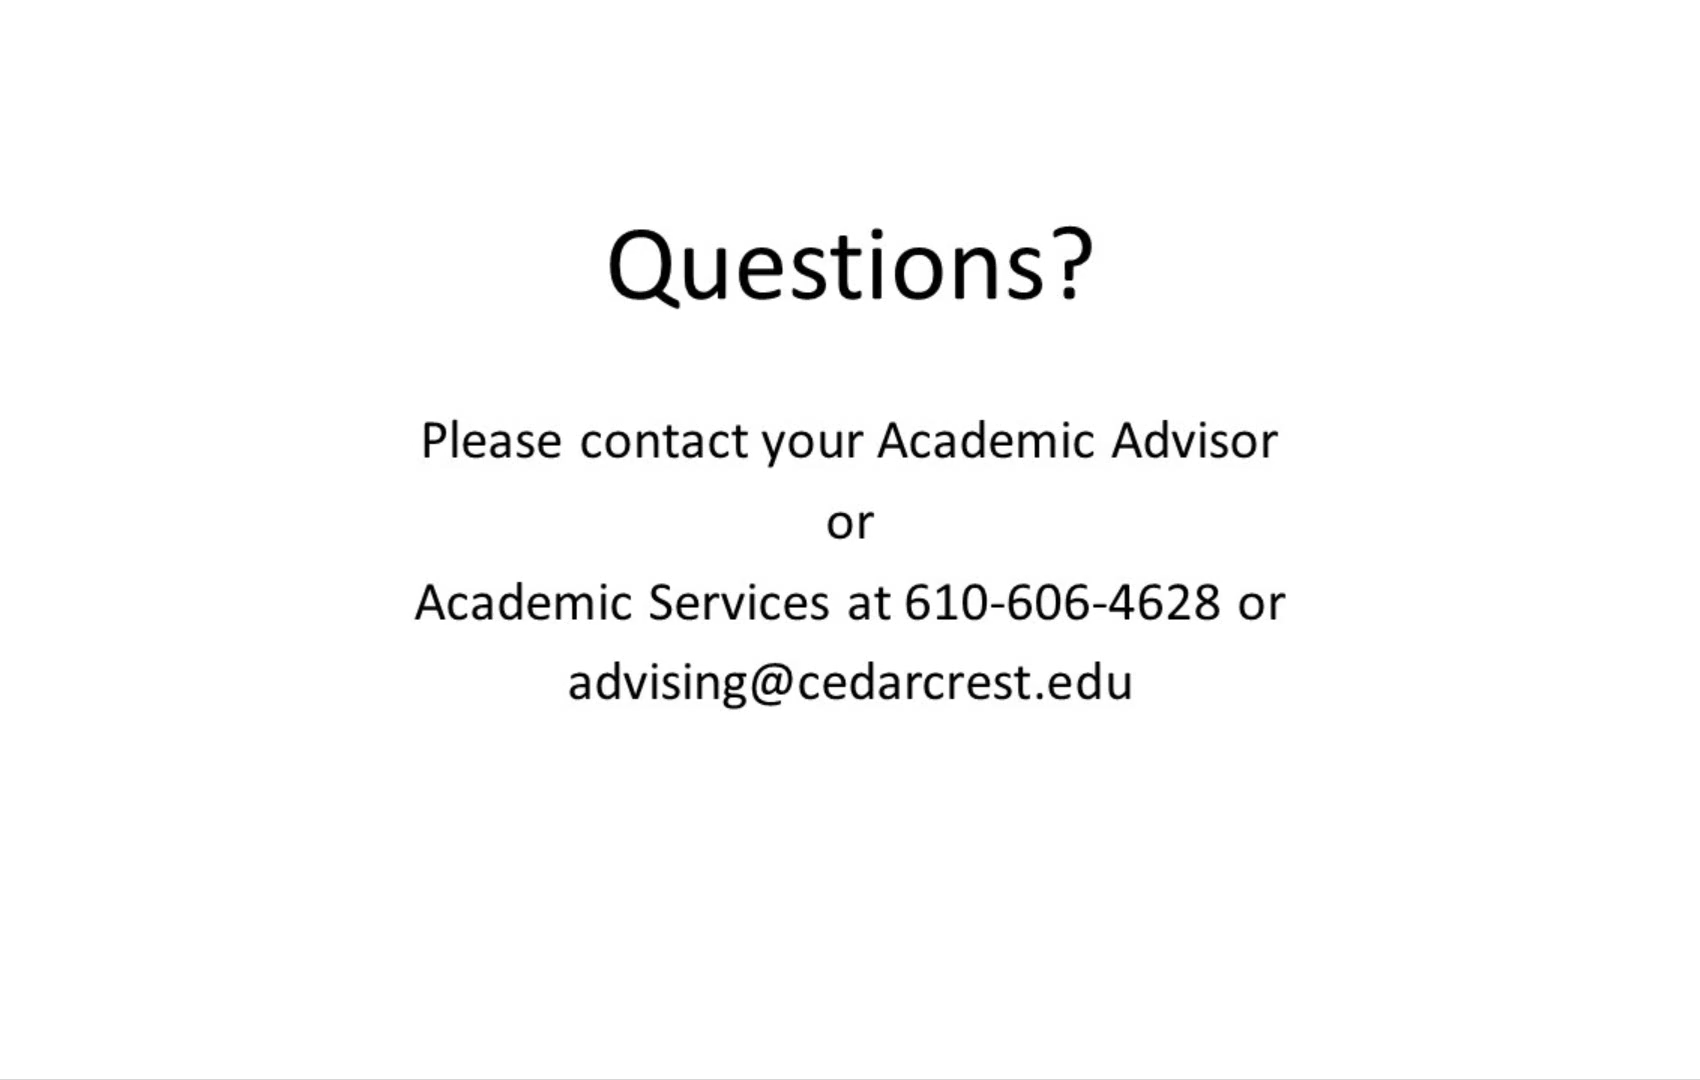 Questions?
Please contact your Academic Advisor
or
Academic Services at 610-606-4628 or
advising@cedarcrest.edu